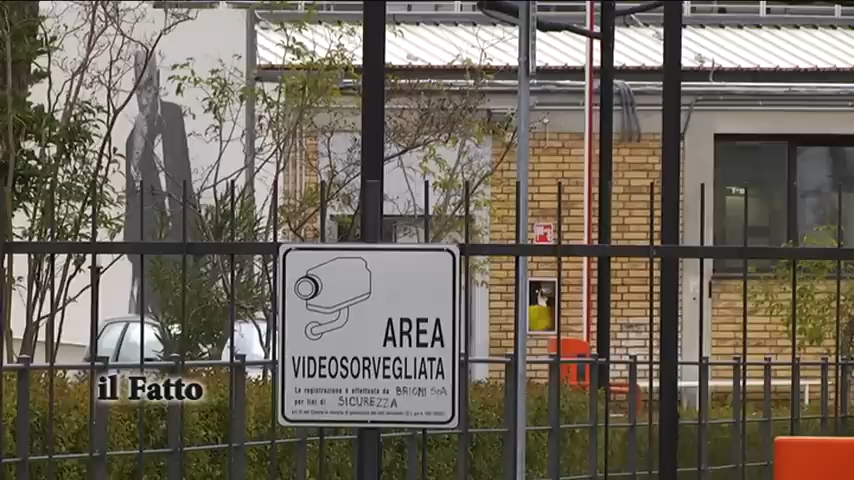 AREA
VIDEOSORVEGLIATA
La registrazione è effettuata da BRIONI SpA
per fini di SICUREZZA
il Fatto